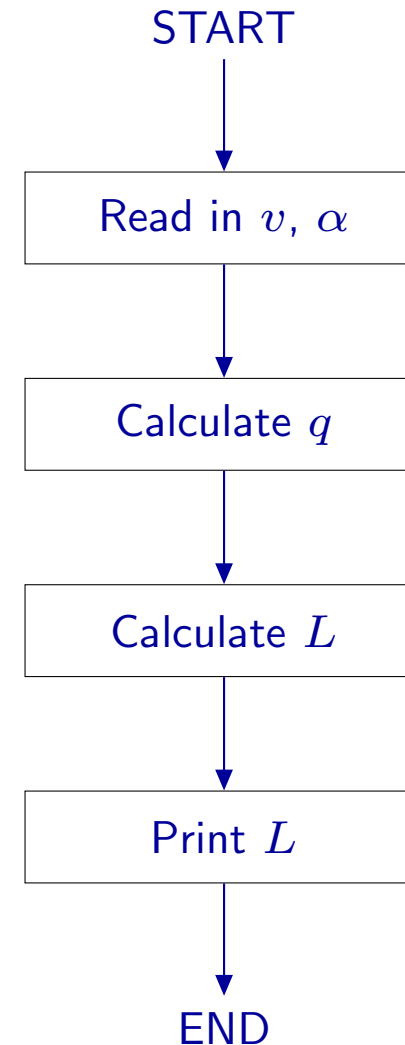 START
Read in v, α
Calculate q
Calculate L
Print L
END